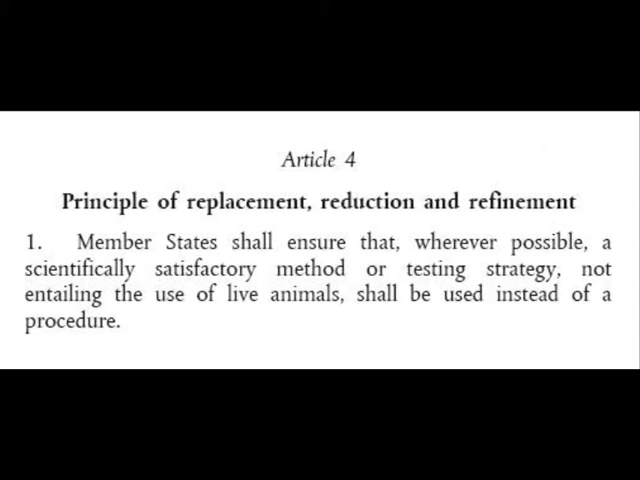 Article 4
Principle of replacement, reduction and refinement
1. Member States shall ensure that, wherever possible, a
scientifically satisfactory method or testing strategy, not
entailing the use of live animals, shall be used instead of a
procedure.